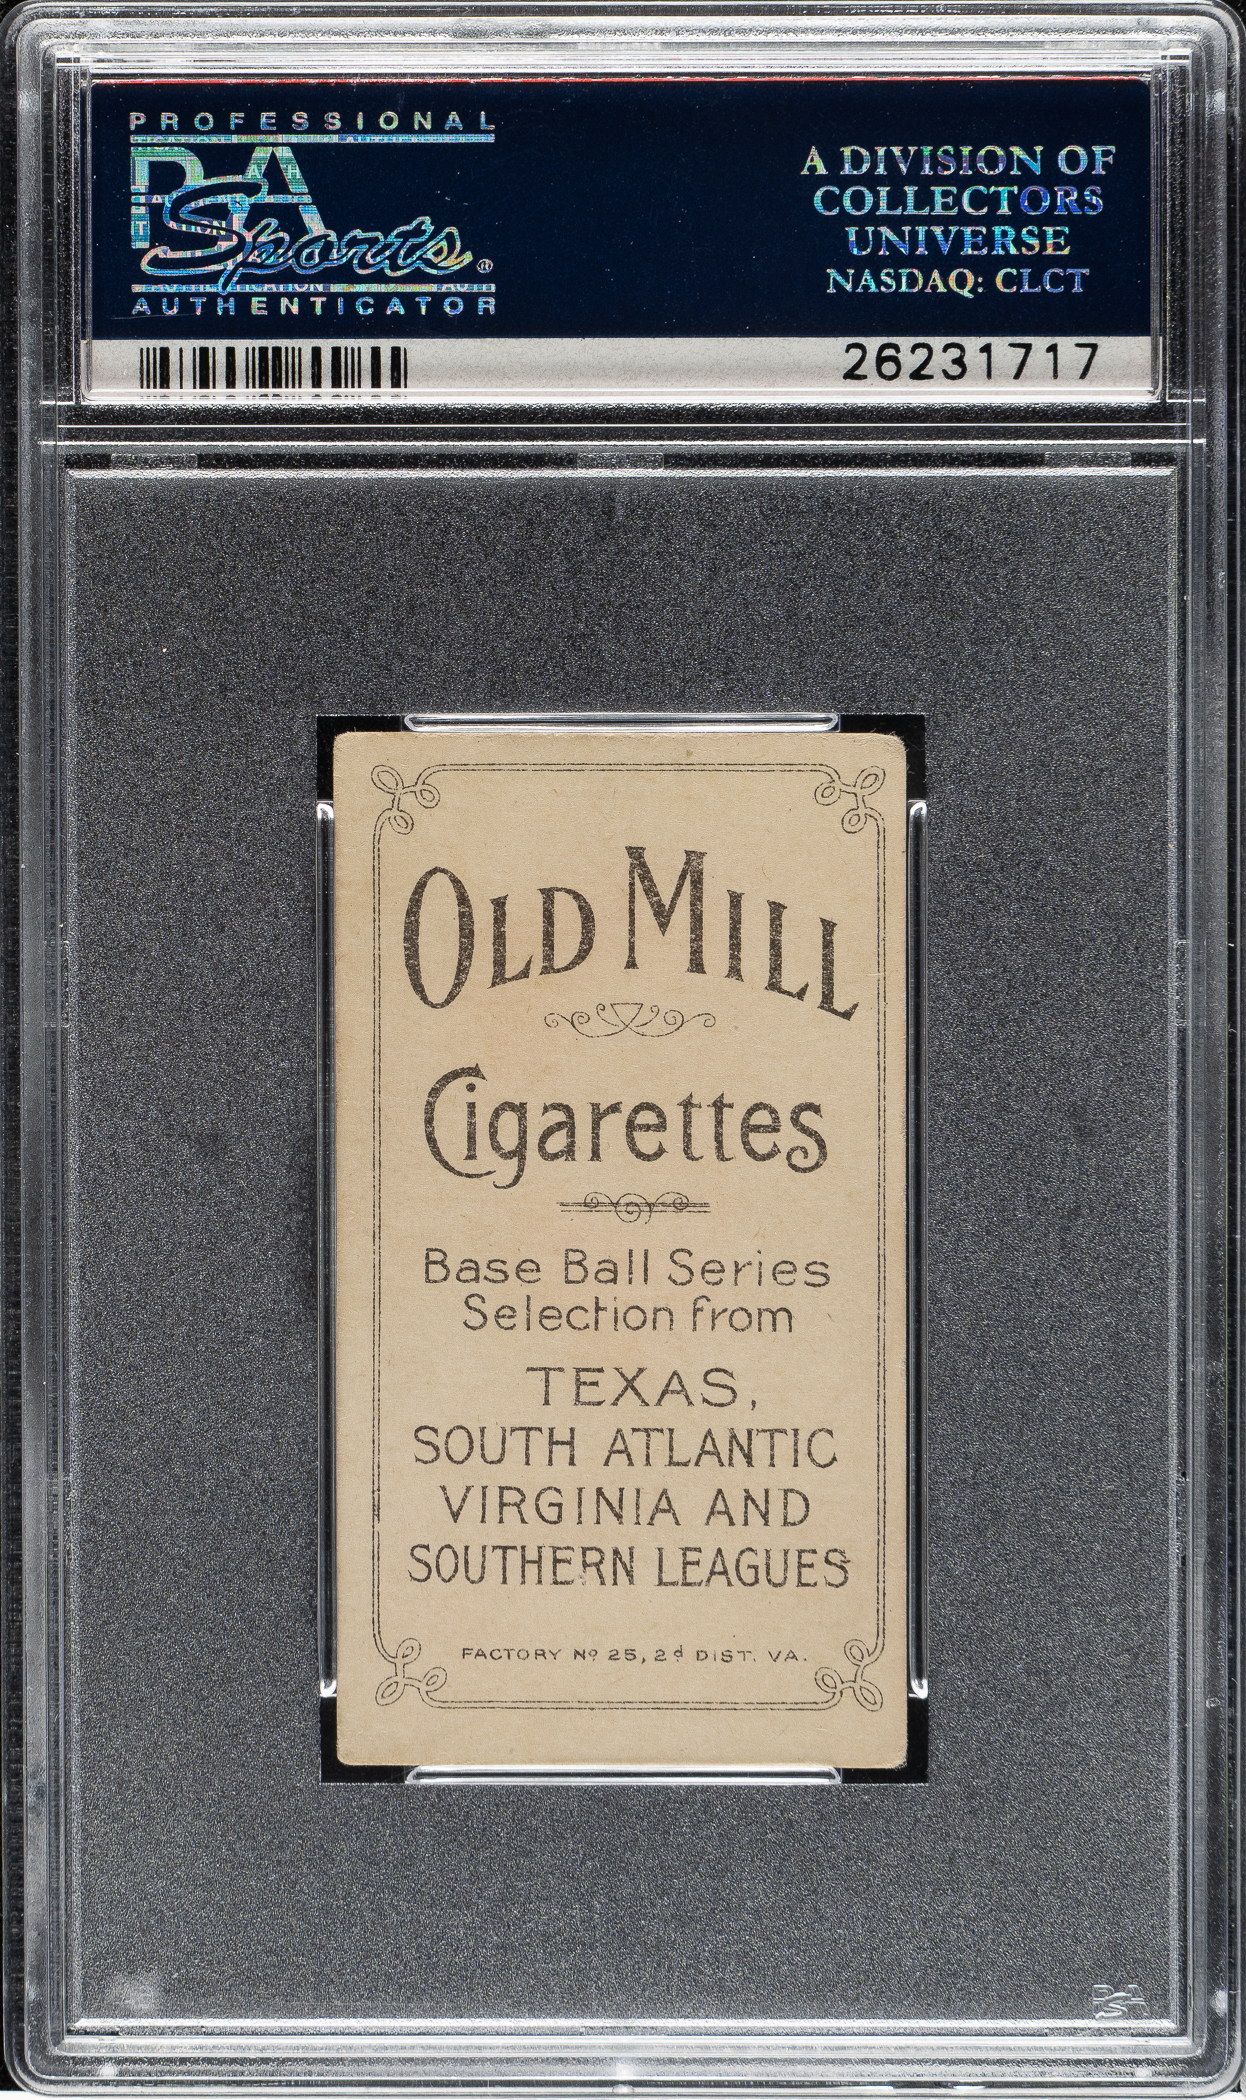 PROFESSIONAL
PSA
Sports®
AUTHENTICATOR
A DIVISION OF
COLLECTORS
UNIVERSE
NASDAQ: CLCT
26231717
OLD MILL
Cigarettes
Base Ball Series
Selection from
TEXAS,
SOUTH ATLANTIC
VIRGINIA AND
SOUTHERN LEAGUES
FACTORY Nº 25, 2d DIST. VA.
PSA